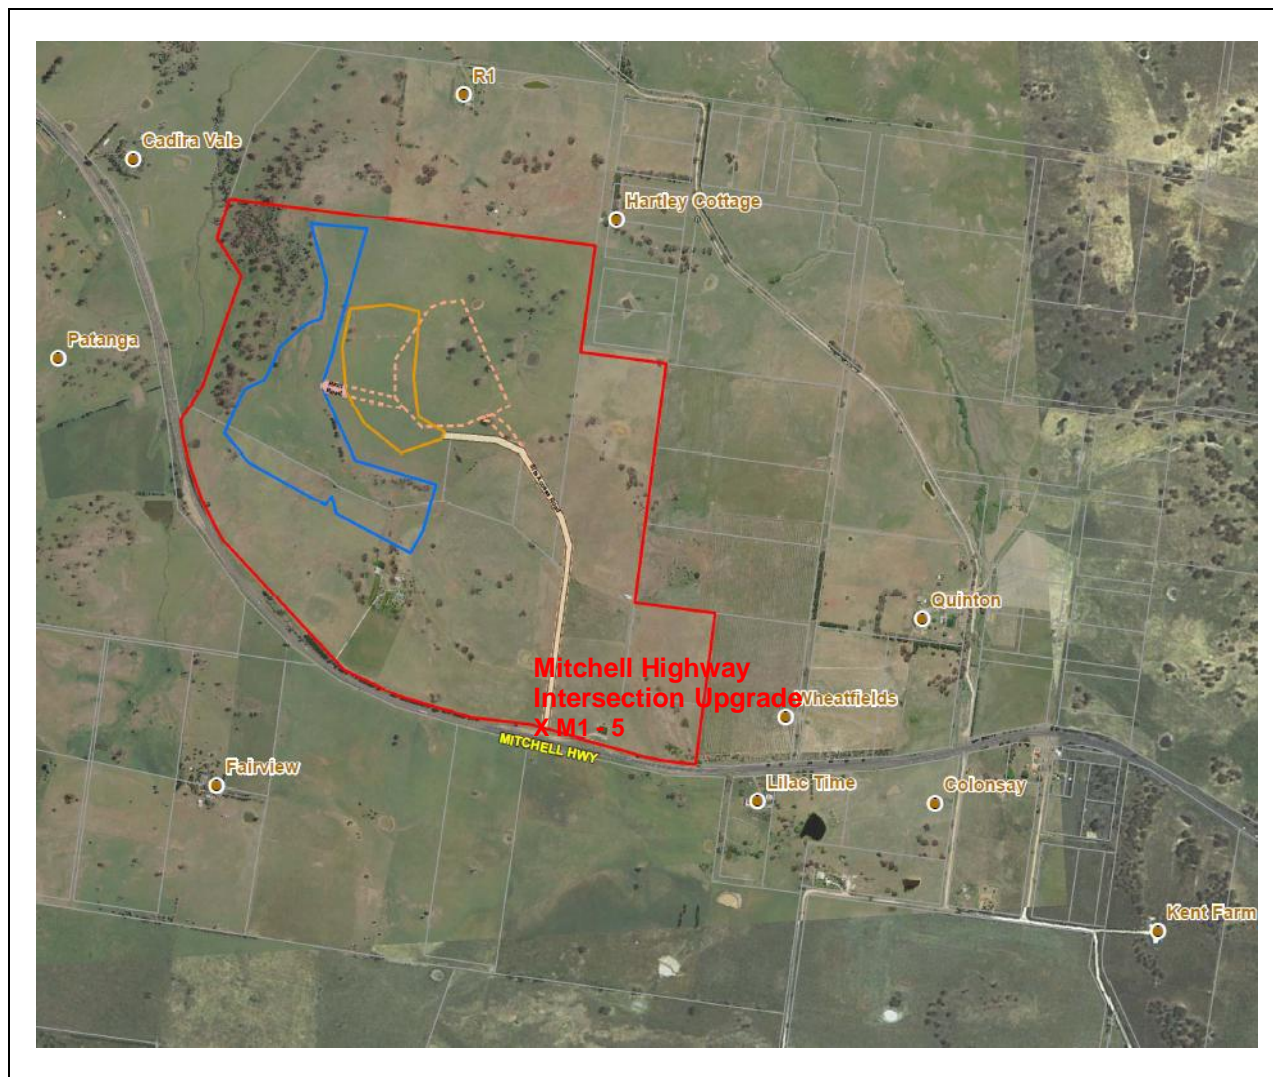 R1
Cadira Vale
Hartley Cottage
Patanga
Quinton
Mitchell Highway
Intersection Upgrade
X M1 - 5
Wheatfields
MITCHELL HWY
Fairview
Lilac Time
Colonsay
Kent Farm